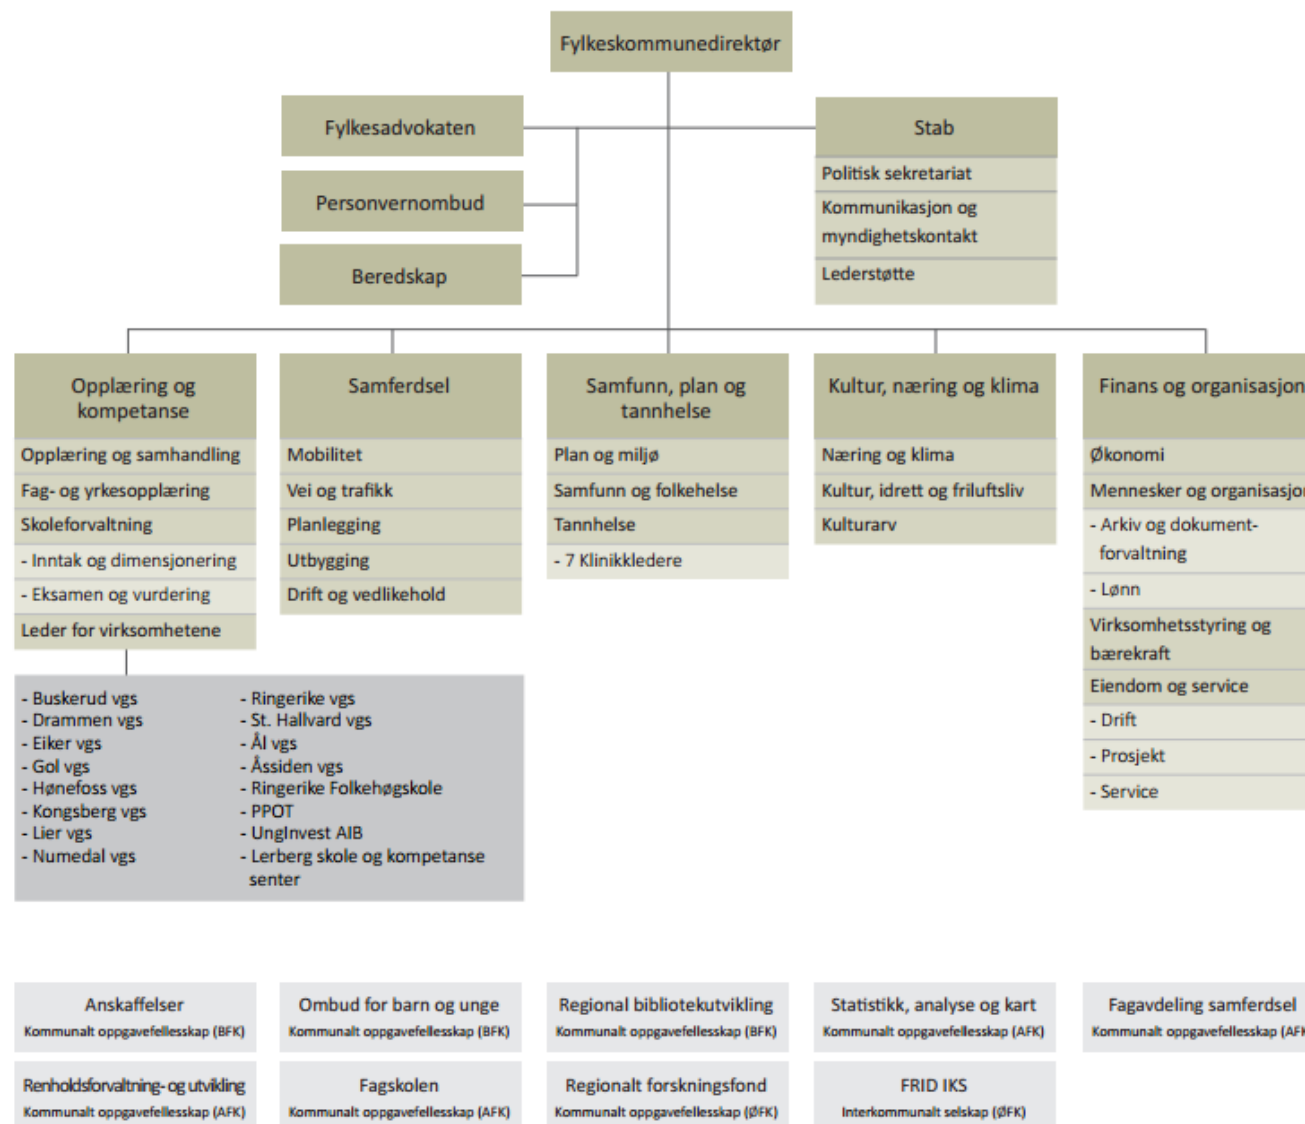 Fylkeskommunedirektør
Fylkesadvokaten
Personvernombud
Beredskap
Stab
Politisk sekretariat
Kommunikasjon og
myndighetskontakt
Lederstøtte
Opplæring og
kompetanse
Opplæring og samhandling
Fag- og yrkesopplæring
Skoleforvaltning
- Inntak og dimensjonering
- Eksamen og vurdering
Leder for virksomhetene
- Buskerud vgs
- Drammen vgs
- Eiker vgs
- Gol vgs
- Hønefoss vgs
- Kongsberg vgs
- Lier vgs
- Numedal vgs
- Ringerike vgs
- St. Hallvard vgs
- Ål vgs
- Åssiden vgs
- Ringerike Folkehøgskole
- PPOT
- UngInvest AIB
- Lerberg skole og kompetanse
senter
Samferdsel
Mobilitet
Vei og trafikk
Planlegging
Utbygging
Drift og vedlikehold
Samfunn, plan og
tannhelse
Plan og miljø
Samfunn og folkehelse
Tannhelse
- 7 Klinikkledere
Kultur, næring og klima
Næring og klima
Kultur, idrett og friluftsliv
Kulturarv
Finans og organisasjon
Økonomi
Mennesker og organisasjon
- Arkiv og dokument-
forvaltning
- Lønn
Virksomhetsstyring og
bærekraft
Eiendom og service
- Drift
- Prosjekt
- Service
Anskaffelser
Kommunalt oppgavefellesskap (BFK)
Ombud for barn og unge
Kommunalt oppgavefellesskap (BFK)
Regional bibliotekutvikling
Kommunalt oppgavefellesskap (BFK)
Statistikk, analyse og kart
Kommunalt oppgavefellesskap (AFK)
Fagavdeling samferdsel
Kommunalt oppgavefellesskap (AFK
Renholdsforvaltning- og utvikling
Kommunalt oppgavefellesskap (AFK)
Fagskolen
Kommunalt oppgavefellesskap (AFK)
Regionalt forskningsfond
Kommunalt oppgavefellesskap (ØFK)
FRID IKS
Interkommunalt selskap (ØFK)